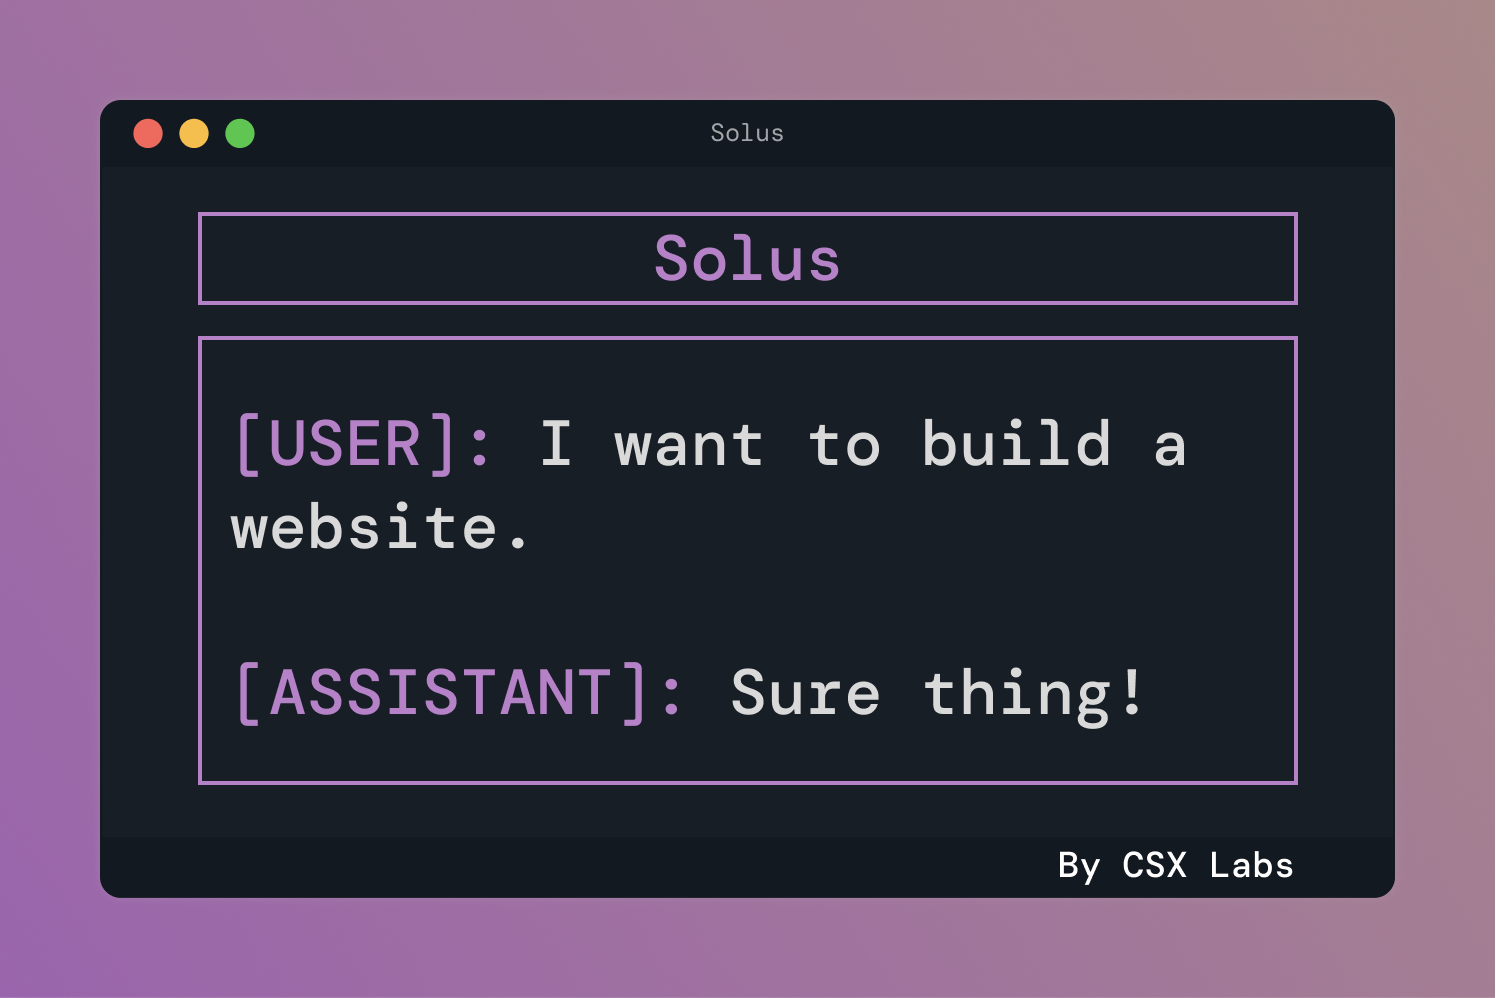 Solus
Solus
[USER]: I want to build a
website.
[ASSISTANT]: Sure thing!
By CSX Labs